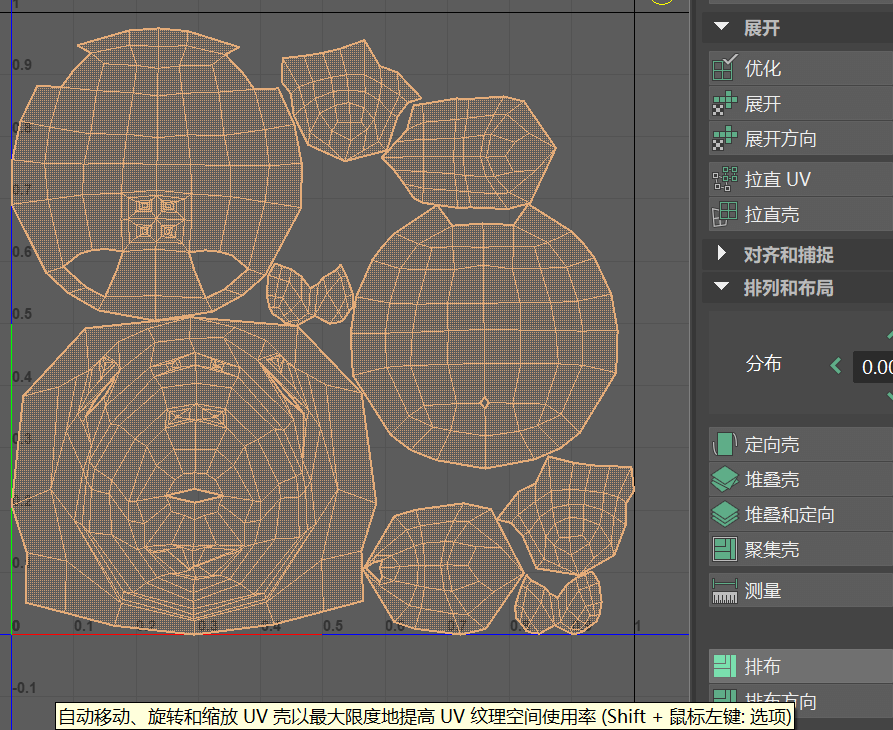 1
0.9
0.8
0.7
0.6
0.5
0.4
0.3
0.1
0
0.1
0.2
0.3
0.4
0.5
0.6
0.7
0.8
1
-0.1
展开
优化
展开
展开方向
拉直 UV
拉直壳
对齐和捕捉
排列和布局
分布
0.00
定向壳
堆叠壳
堆叠和定向
聚集壳
测量
排布
排布方向
自动移动、旋转和缩放 UV 壳以最大限度地提高 UV 纹理空间使用率 (Shift + 鼠标左键: 选项)